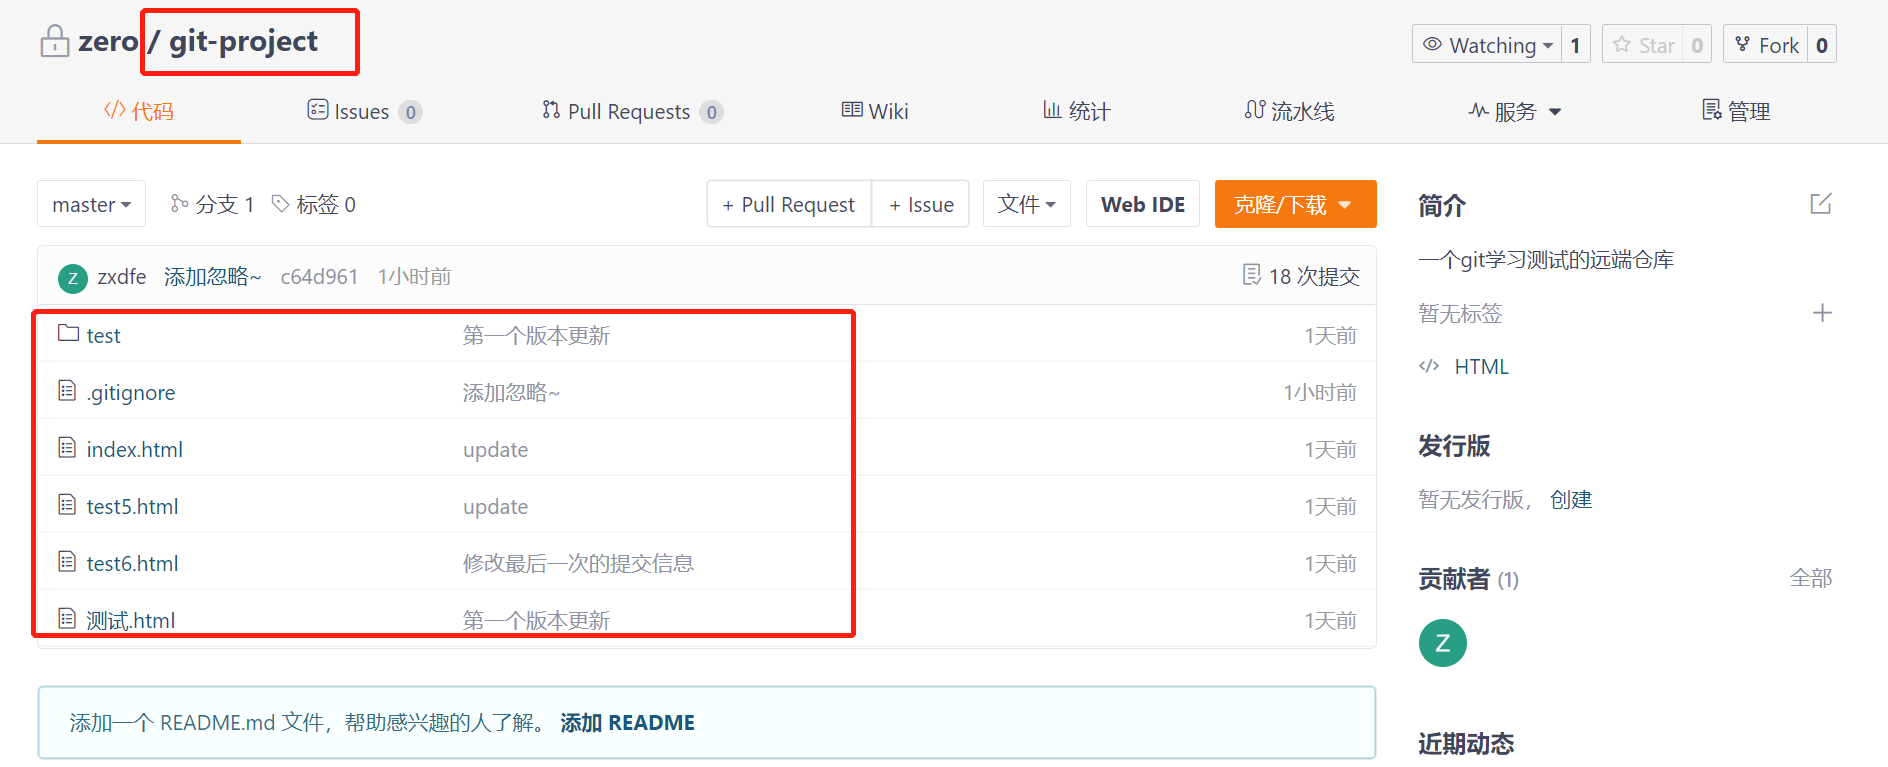 zero / git-project
Watching 1 Star 0 Fork 0
代码 Issues 0 Pull Requests 0 Wiki 统计 流水线 服务 管理
master 分支 1 标签 0 + Pull Request + Issue 文件 Web IDE 克隆/下载
Z zxdfe 添加忽略~ c64d961 1小时前 18 次提交
test 第一个版本更新 1天前
.gitignore 添加忽略~ 1小时前
index.html update 1天前
test5.html update 1天前
test6.html 修改最后一次的提交信息 1天前
测试.html 第一个版本更新 1天前
添加一个 README.md 文件，帮助感兴趣的人了解。 添加 README
简介
一个git学习测试的远端仓库
暂无标签 +
HTML
发行版
暂无发行版， 创建
贡献者 (1) 全部
Z
近期动态